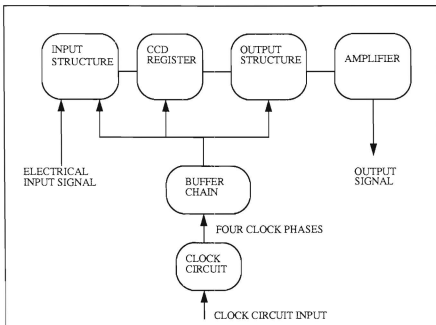 INPUT
STRUCTURE
CCD
REGISTER
OUTPUT
STRUCTURE
AMPLIFIER
ELECTRICAL
INPUT SIGNAL
BUFFER
CHAIN
OUTPUT
SIGNAL
FOUR CLOCK PHASES
CLOCK
CIRCUIT
CLOCK CIRCUIT INPUT